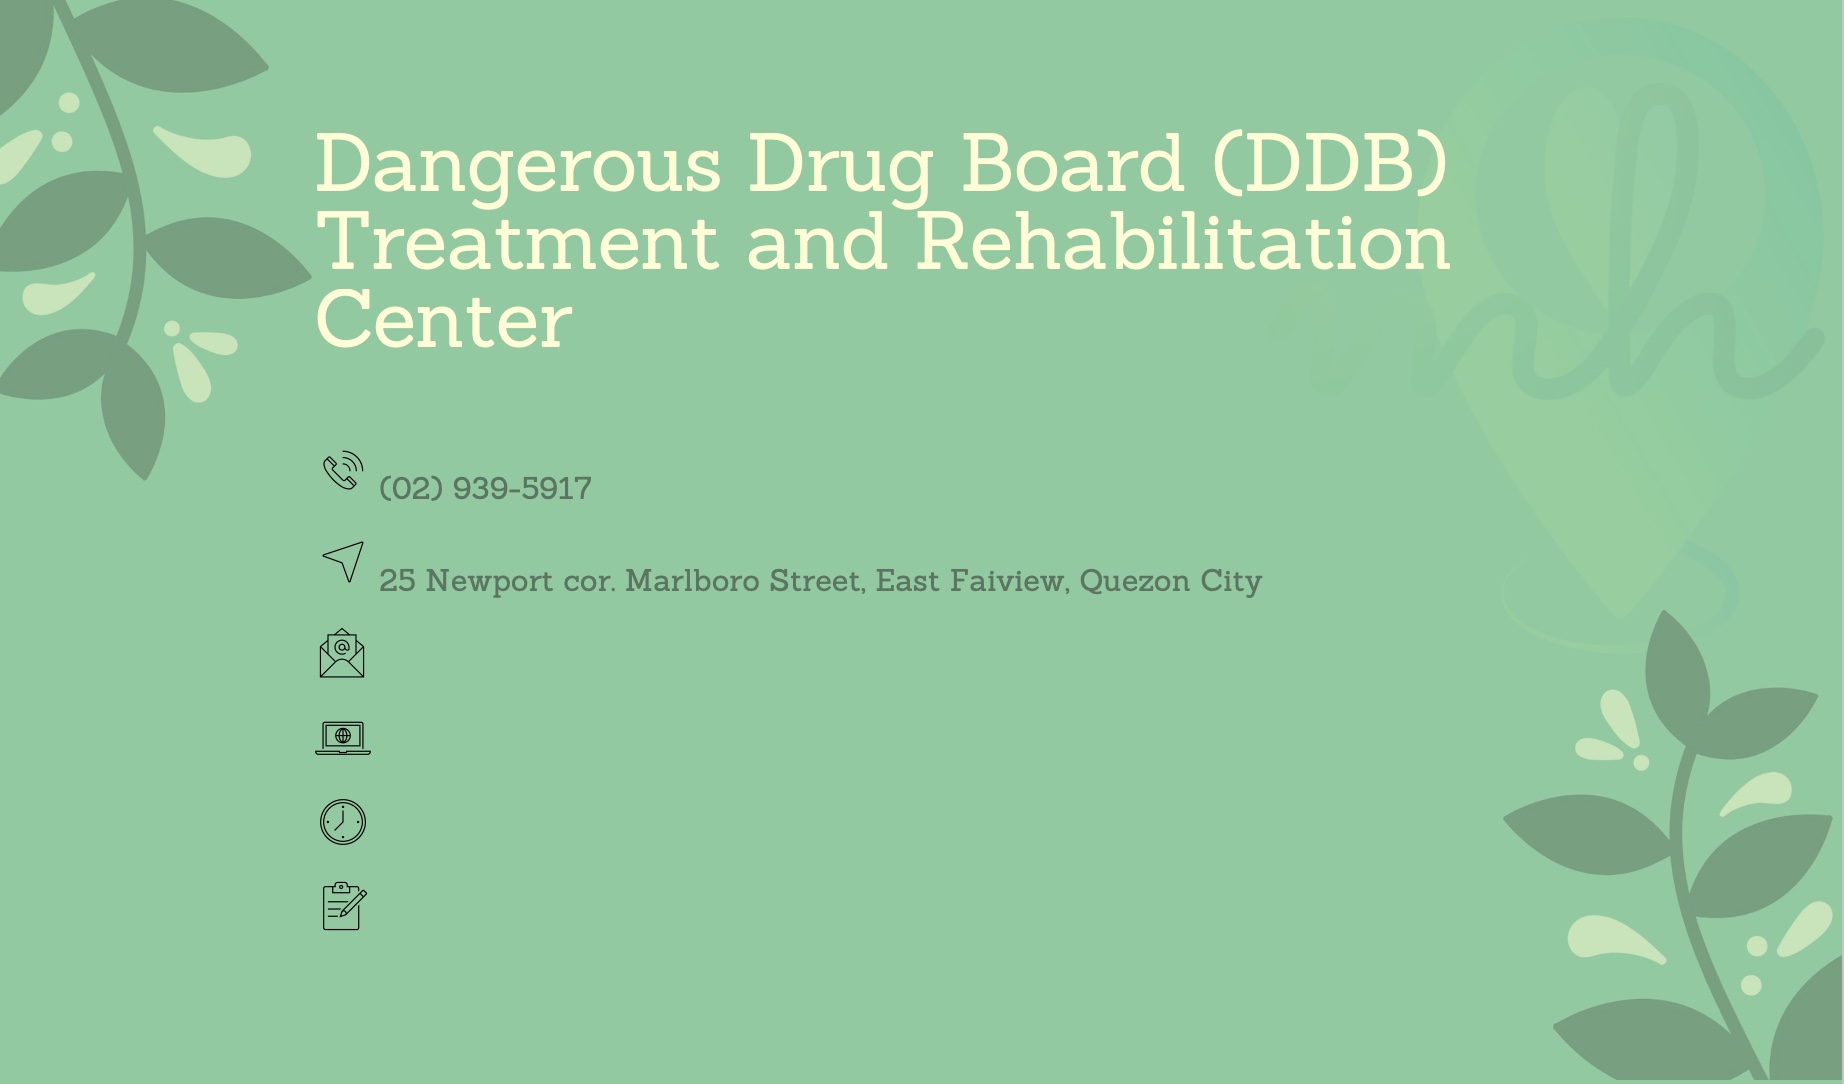 Dangerous Drug Board (DDB)
Treatment and Rehabilitation
Center
(02) 939-5917
25 Newport cor. Marlboro Street, East Faiview, Quezon City